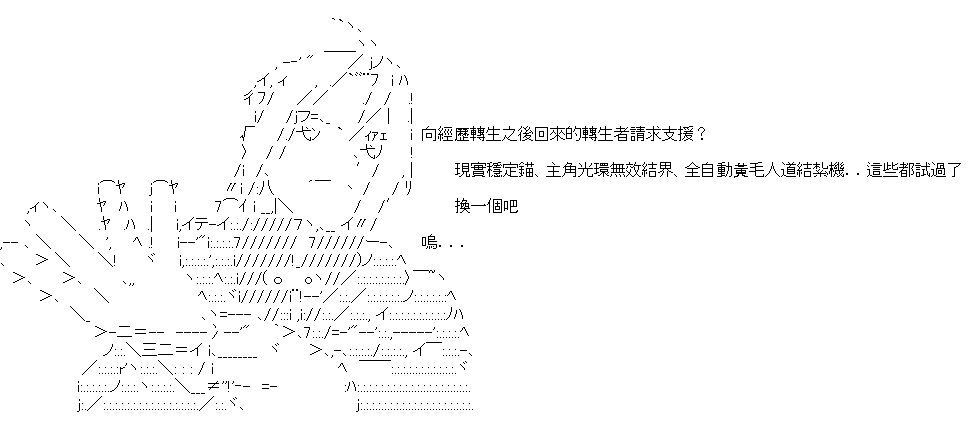 向經歷轉生之後回來的轉生者請求支援？
現實穩定錨、主角光環無效結界、全自動黃毛人道結紮機．．這些都試過了
換一個吧
嗚．．．